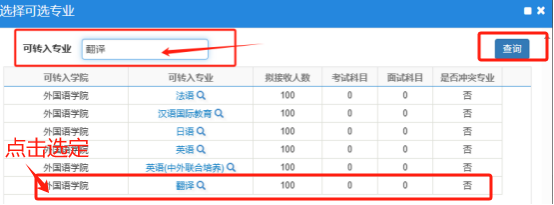 选择可选专业
可转入专业 翻译 查询
可转入学院 可转入专业 拟接收人数 考试科目 面试科目 是否冲突专业
外国语学院 法语 100 0 0 否
外国语学院 汉语国际教育 100 0 0 否
外国语学院 日语 100 0 0 否
外国语学院 英语 100 0 0 否
点击选定
外国语学院 英语(中外联合培养) 100 0 0 否
外国语学院 翻译 100 0 0 否